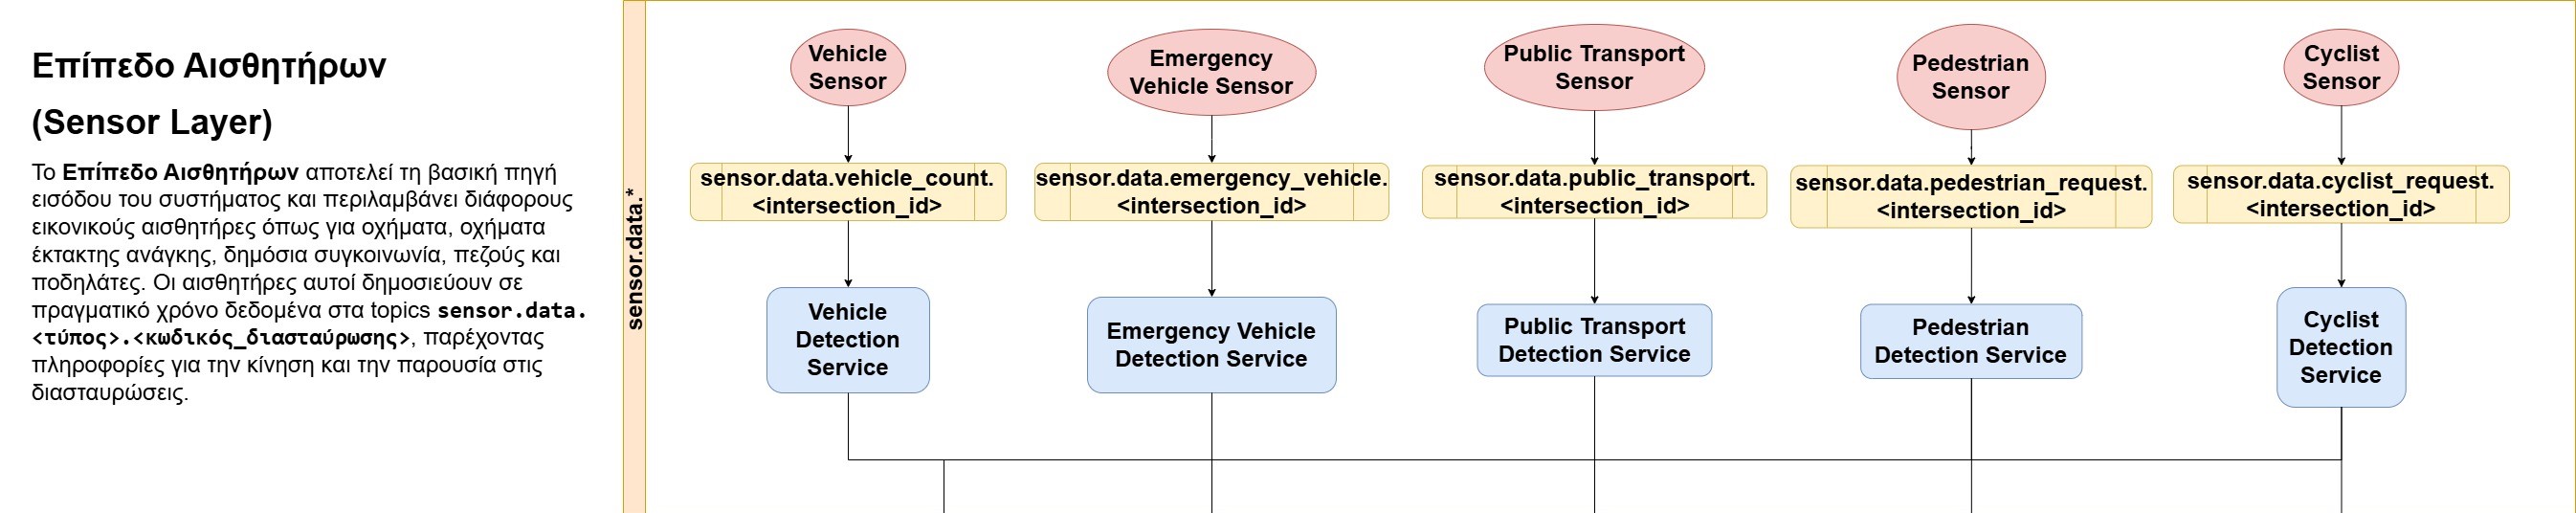 Επίπεδο Αισθητήρων
(Sensor Layer)
Το Επίπεδο Αισθητήρων αποτελεί τη βασική πηγή
εισόδου του συστήματος και περιλαμβάνει διάφορους
εικονικούς αισθητήρες όπως για οχήματα, οχήματα
έκτακτης ανάγκης, δημόσια συγκοινωνία, πεζούς και
ποδηλάτες. Οι αισθητήρες αυτοί δημοσιεύουν σε
πραγματικό χρόνο δεδομένα στα topics sensor.data.
<τύπος>.<κωδικός_διασταύρωσης>, παρέχοντας
πληροφορίες για την κίνηση και την παρουσία στις
διασταυρώσεις.
sensor.data.*
Vehicle
Sensor
Emergency
Vehicle Sensor
Public Transport
Sensor
Pedestrian
Sensor
Cyclist
Sensor
sensor.data.vehicle_count.
<intersection_id>
sensor.data.emergency_vehicle.
<intersection_id>
sensor.data.public_transport.
<intersection_id>
sensor.data.pedestrian_request.
<intersection_id>
sensor.data.cyclist_request.
<intersection_id>
Vehicle
Detection
Service
Emergency Vehicle
Detection Service
Public Transport
Detection Service
Pedestrian
Detection Service
Cyclist
Detection
Service